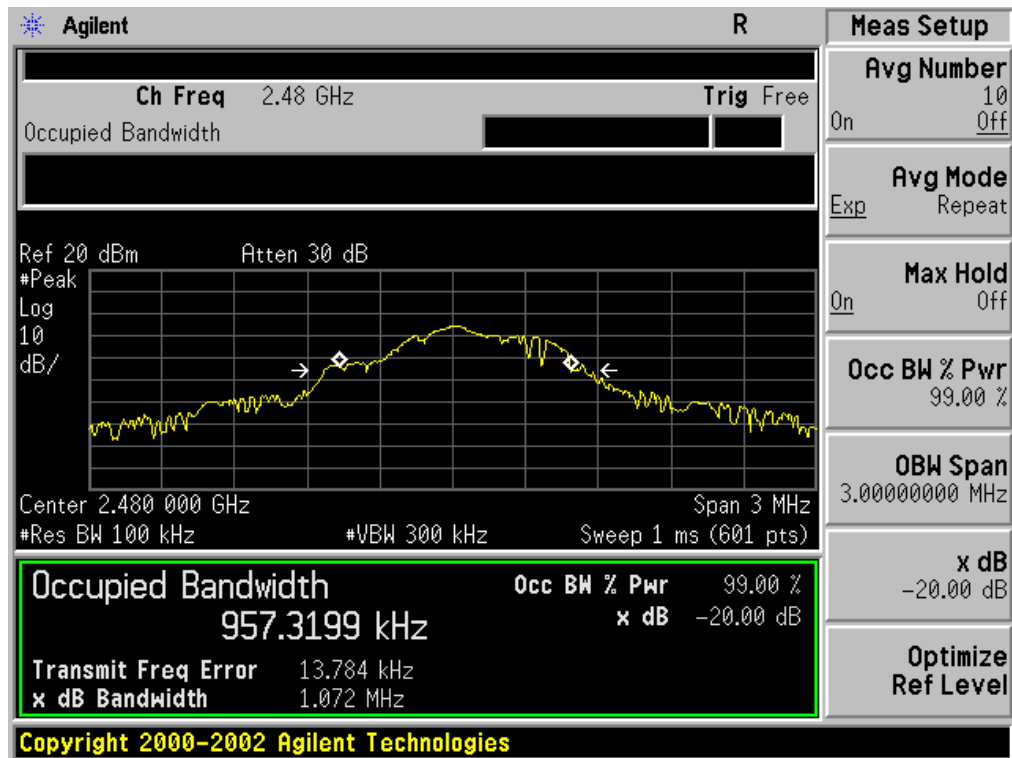 Agilent R Meas Setup
Ch Freq 2.48 GHz Trig Free
Occupied Bandwidth
Ref 20 dBm Atten 30 dB
#Peak
Log
10
dB/
Center 2.480 000 GHz Span 3 MHz
#Res BW 100 kHz #VBW 300 kHz Sweep 1 ms (601 pts)
Occupied Bandwidth Occ BW % Pwr 99.00 %
957.3199 kHz x dB -20.00 dB
Transmit Freq Error 13.784 kHz
x dB Bandwidth 1.072 MHz
Copyright 2000-2002 Agilent Technologies
Avg Number
10
On Off
Avg Mode
Exp Repeat
Max Hold
On Off
Occ BW % Pwr
99.00 %
OBW Span
3.00000000 MHz
x dB
-20.00 dB
Optimize
Ref Level